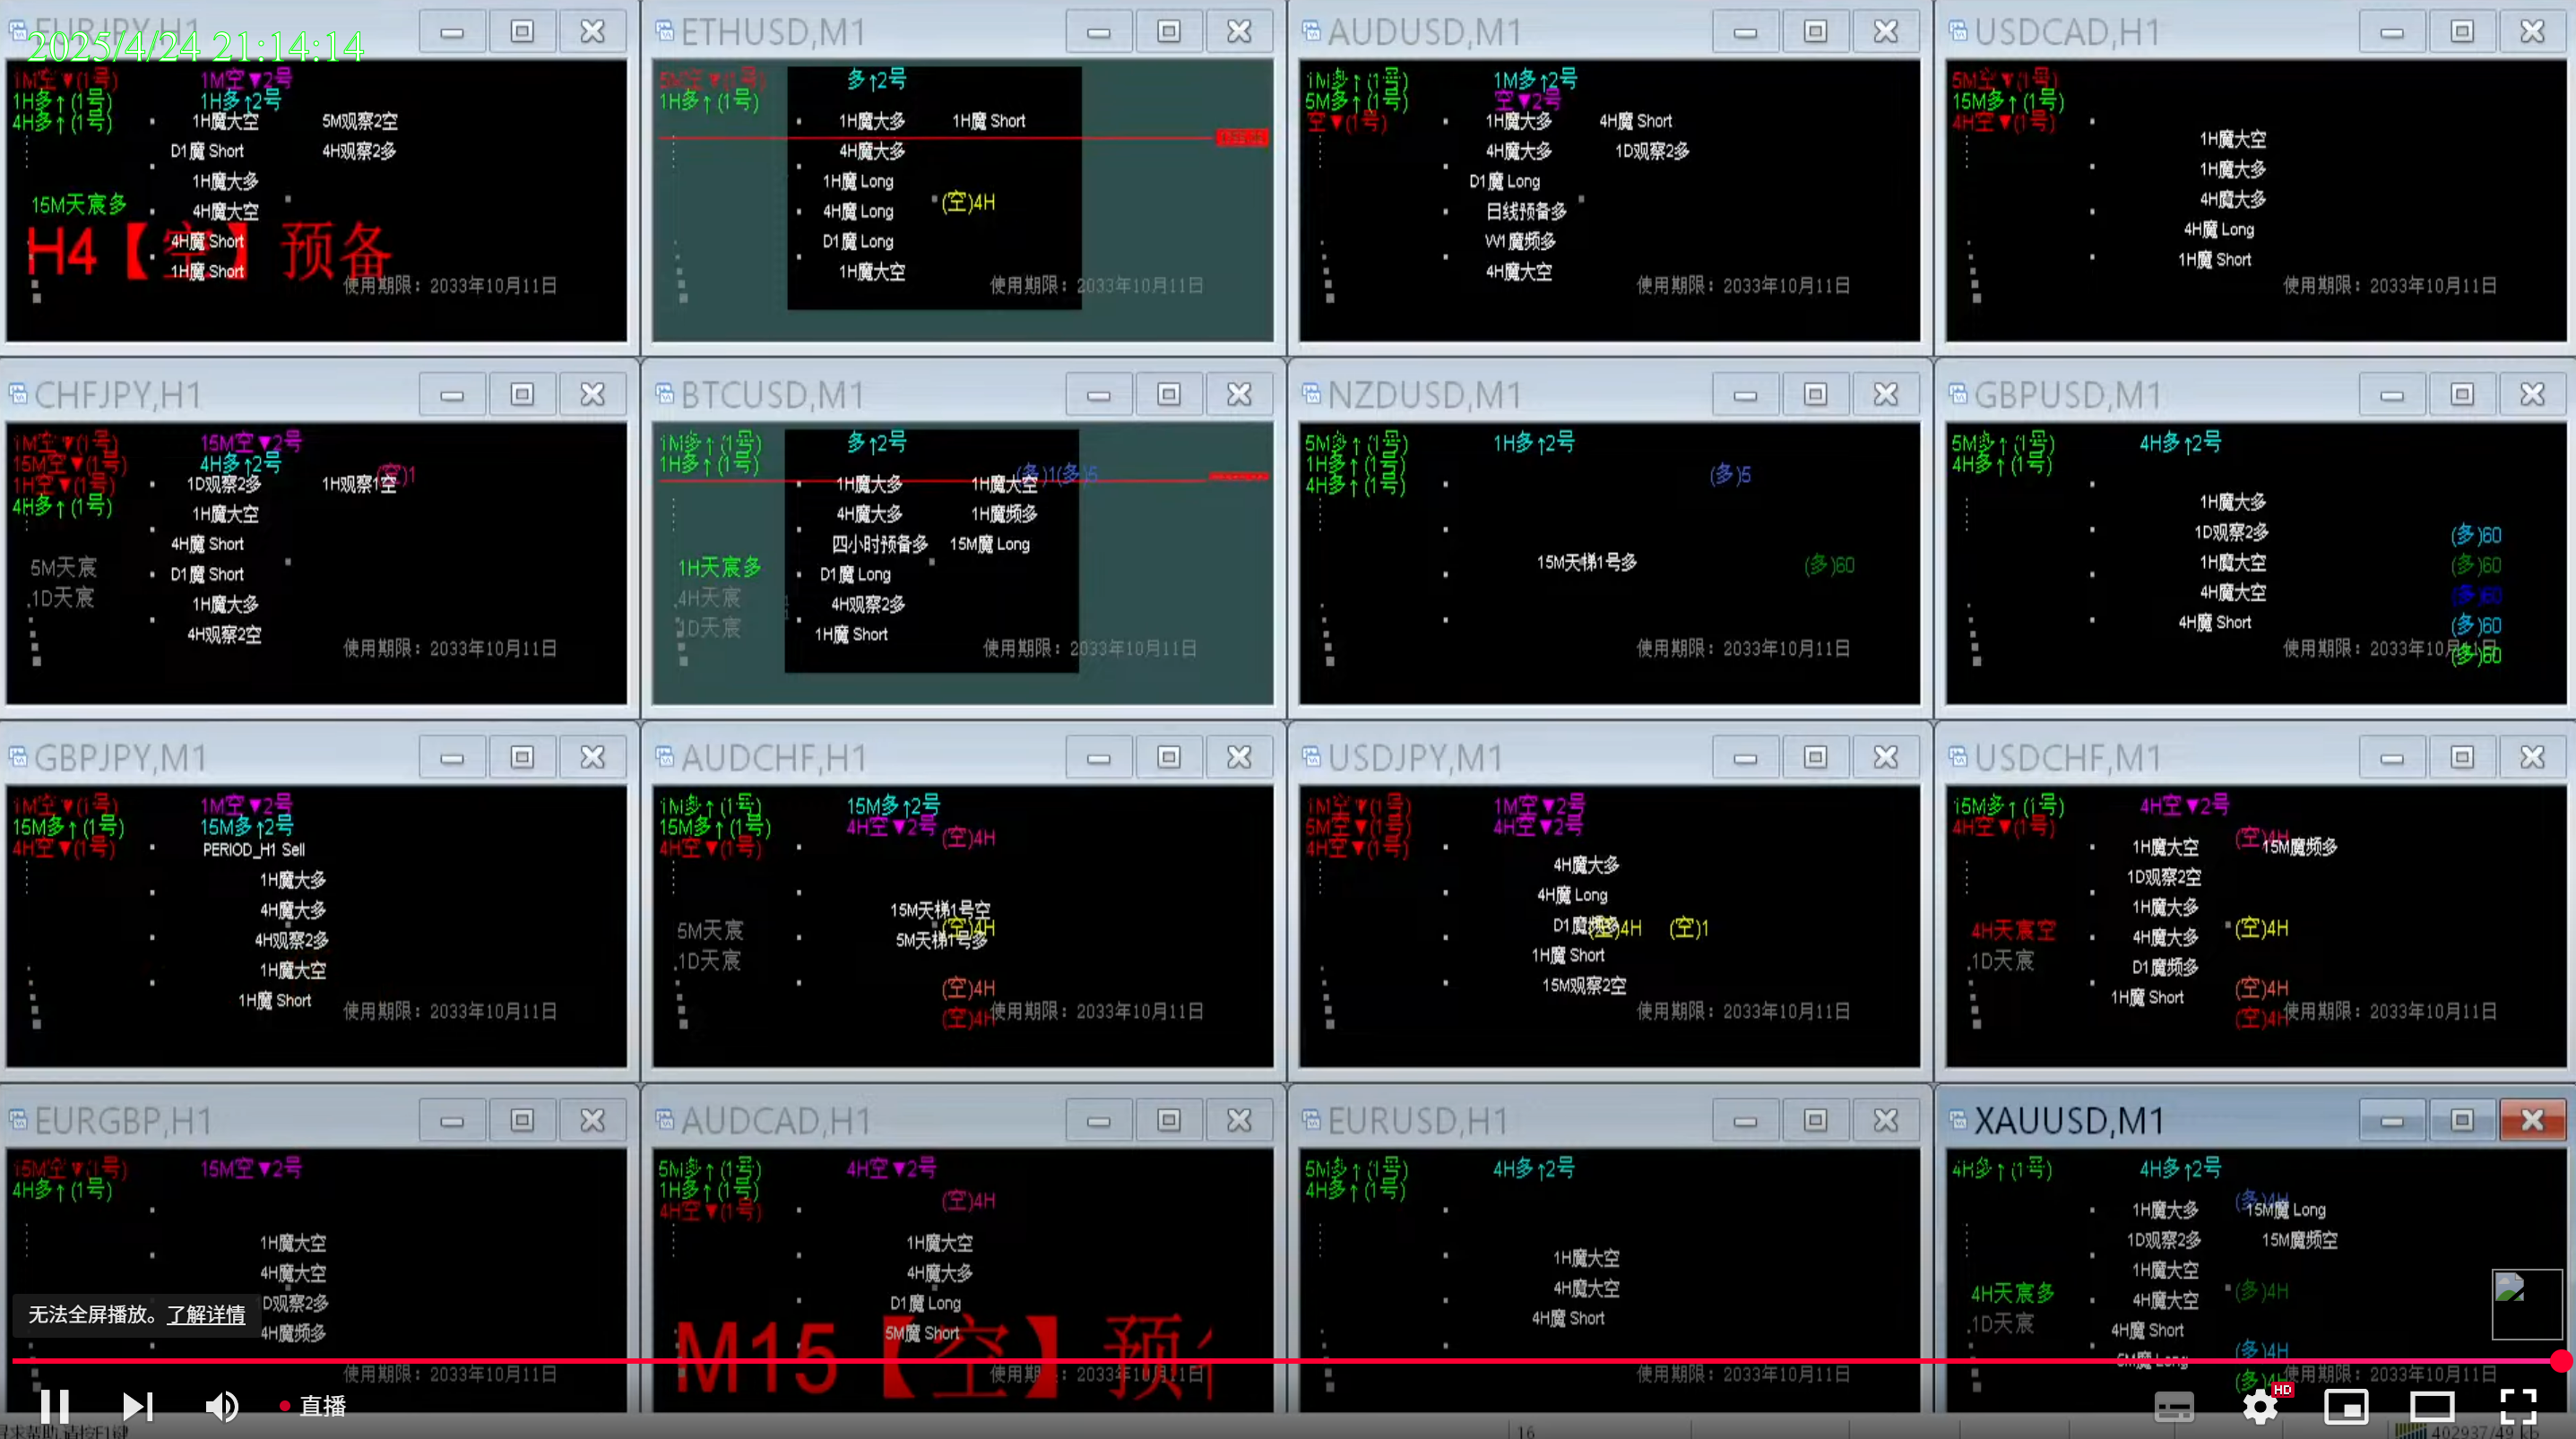 EURJPY,H1
2025/4/24 21:14:14
1M空▼(1号)
1M空▼2号
1H多↑(1号)
1H多↑2号
4H多↑(1号)
1H魔大空
5M观察2空
D1魔 Short
4H观察2多
1H魔大多
15M天宸多
4H魔大空
4H魔 Short
H4【空】预备
1H魔 Short
使用期限：2033年10月11日
ETHUSD,M1
5M空▼(1号)
多↑2号
1H多↑(1号)
1H魔大多
1H魔 Short
4H魔大多
1H魔 Long
(空)4H
4H魔 Long
D1魔 Long
1H魔大空
使用期限：2033年10月11日
AUDUSD,M1
1M多↑(1号)
1M多↑2号
5M多↑(1号)
空▼2号
空▼(1号)
1H魔大多
4H魔 Short
4H魔大多
1D观察2多
D1魔 Long
日线预备多
W1魔频多
4H魔大空
使用期限：2033年10月11日
USDCAD,H1
5M空▼(1号)
15M多↑(1号)
4H空▼(1号)
1H魔大空
1H魔大多
4H魔大多
4H魔 Long
1H魔 Short
使用期限：2033年10月11日
CHFJPY,H1
1M空▼(1号)
15M空▼2号
15M空▼(1号)
4H多↑2号
(空)1
1H空▼(1号)
1D观察2多
1H观察1空
4H多↑(1号)
1H魔大空
4H魔 Short
5M天宸
D1魔 Short
.1D天宸
1H魔大多
4H观察2空
使用期限：2033年10月11日
BTCUSD,M1
1M多↑(1号)
多↑2号
1H多↑(1号)
(多)1(多)5
1H魔大多
1H魔大空
4H魔大多
1H魔频多
四小时预备多
15M魔 Long
1H天宸多
D1魔 Long
.4H天宸
4H观察2多
1D天宸
1H魔 Short
使用期限：2033年10月11日
NZDUSD,M1
5M多↑(1号)
1H多↑2号
1H多↑(1号)
(多)5
4H多↑(1号)
15M天梯1号多
(多)60
使用期限：2033年10月11日
GBPUSD,M1
5M多↑(1号)
4H多↑2号
4H多↑(1号)
1H魔大多
1D观察2多
(多)60
1H魔大空
(多)60
4H魔大空
(多)60
4H魔 Short
(多)60
使用期限：2033年10月11日
(多)60
GBPJPY,M1
1M空▼(1号)
1M空▼2号
15M多↑(1号)
15M多↑2号
4H空▼(1号)
PERIOD_H1 Sell
1H魔大多
4H魔大多
4H观察2多
1H魔大空
1H魔 Short
使用期限：2033年10月11日
AUDCHF,H1
1M多↑(1号)
15M多↑2号
15M多↑(1号)
4H空▼2号
(空)4H
4H空▼(1号)
15M天梯1号空
(空)4H
5M天宸
5M天梯1号多
.1D天宸
(空)4H
(空)4H
使用期限：2033年10月11日
USDJPY,M1
1M空▼(1号)
1M空▼2号
5M空▼(1号)
4H空▼2号
4H空▼(1号)
4H魔大多
4H魔 Long
D1魔频多
(空)4H
(空)1
1H魔 Short
15M观察2空
使用期限：2033年10月11日
USDCHF,M1
15M多↑(1号)
4H空▼2号
4H空▼(1号)
(空)4H
1H魔大空
15M魔频多
1D观察2空
1H魔大多
4H天宸空
4H魔大多
(空)4H
.1D天宸
D1魔频多
1H魔 Short
(空)4H
(空)4H
使用期限：2033年10月11日
EURGBP,H1
15M空▼(1号)
15M空▼2号
4H多↑(1号)
1H魔大空
4H魔大空
1D观察2多
4H魔频多
使用期限：2033年10月11日
AUDCAD,H1
5M多↑(1号)
4H空▼2号
1H多↑(1号)
(空)4H
4H空▼(1号)
1H魔大空
4H魔大多
D1魔 Long
5M魔 Short
M15【空】预
使用期限：2033年10月11日
EURUSD,H1
5M多↑(1号)
4H多↑2号
4H多↑(1号)
1H魔大空
4H魔大空
4H魔 Short
使用期限：2033年10月11日
XAUUSD,M1
4H多↑(1号)
4H多↑2号
(多)4H
1H魔大多
15M魔 Long
1D观察2多
15M魔频空
1H魔大空
4H天宸多
4H魔大空
(多)4H
.1D天宸
4H魔 Short
(多)4H
5M魔 Long
使用期限：2033年10月11日
无法全屏播放。了解详情
直播
HD
16
402937/49 kb